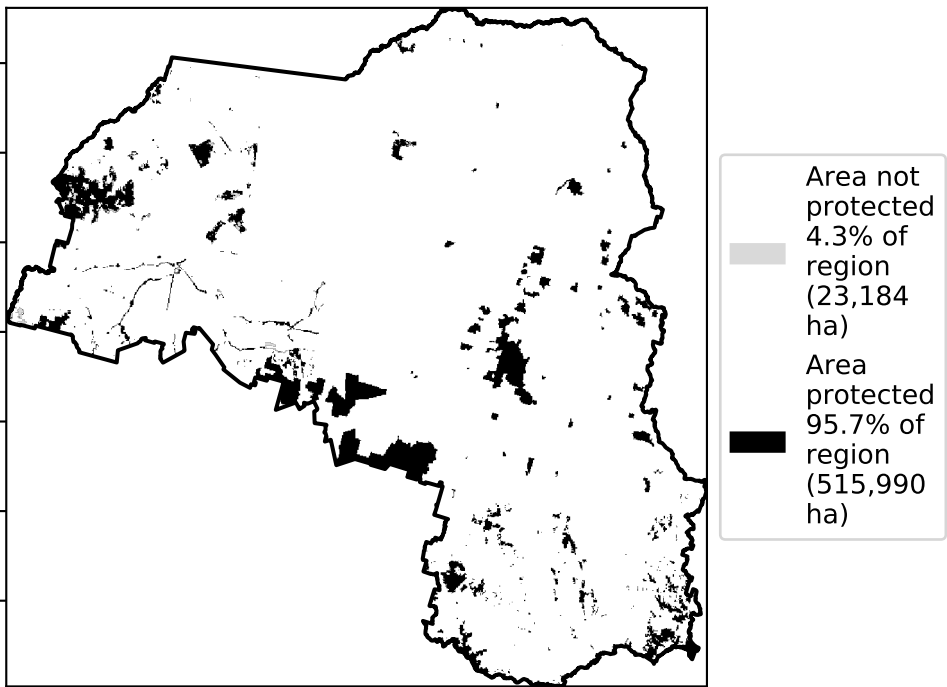 Area not
protected
4.3% of
region
(23,184
ha)
Area
protected
95.7% of
region
(515,990
ha)